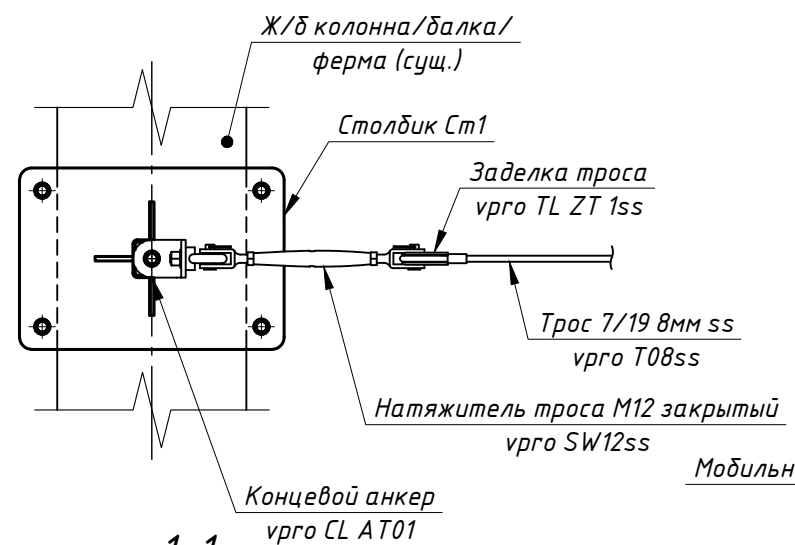 Ж/б колонна/балка/
ферма (сущ.)
Столбик Ст1
Заделка троса
vpro TL ZT 1ss
Трос 7/19 8мм ss
vpro T08ss
Натяжитель троса М12 закрытый
vpro SW12ss
Мобильн
Концевой анкер
vpro CL AT01